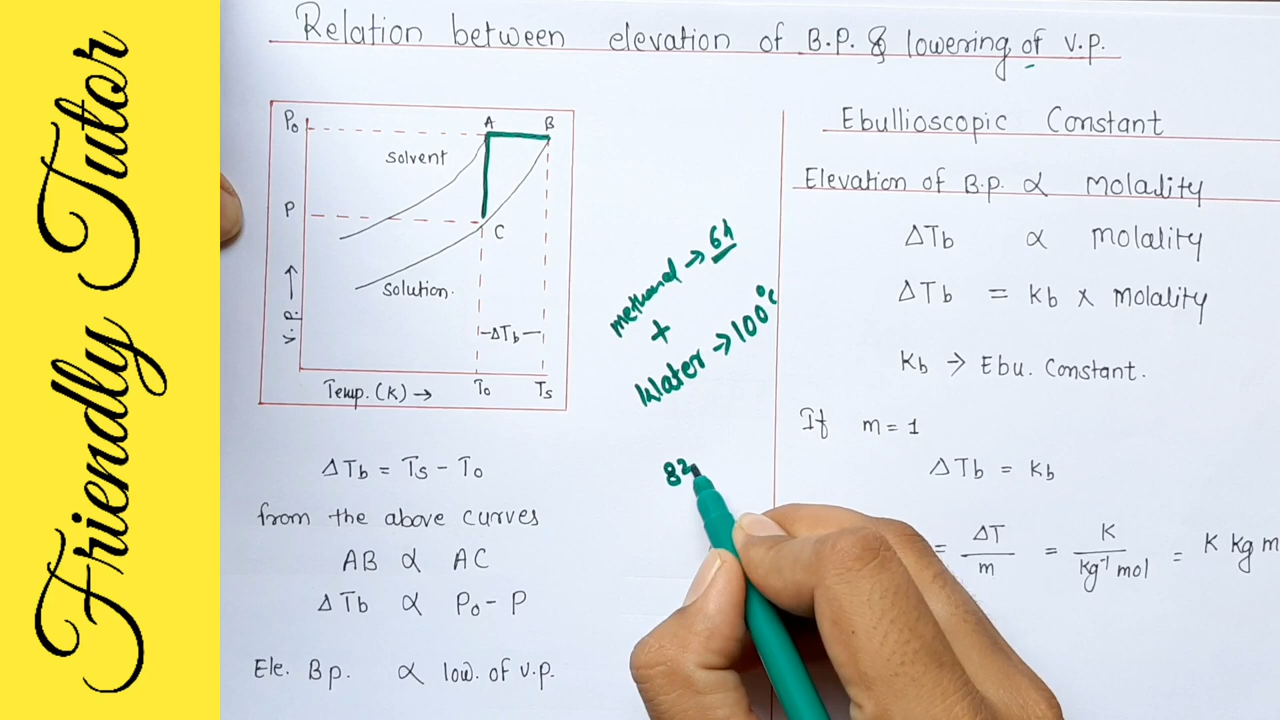 Friendly Tutor
Relation between elevation of B.P. & lowering of v.p.
P₀
A
B
solvent
P
C
solution.
V.P.
ΔTb
Temp. (K) →
T₀
Ts
ΔTb = Ts - T₀
from the above curves
AB ∝ AC
ΔTb ∝ P₀ - P
Ele. B p. ∝ low. of v.p.
methanol → 64
+
Water → 100°c
82
Ebullioscopic Constant
Elevation of B.p. ∝ molality
ΔTb ∝ molality
ΔTb = Kb x molality
Kb → Ebu. Constant.
If m = 1
ΔTb = Kb
= ΔT/m = K/kg⁻¹ mol = K kg m